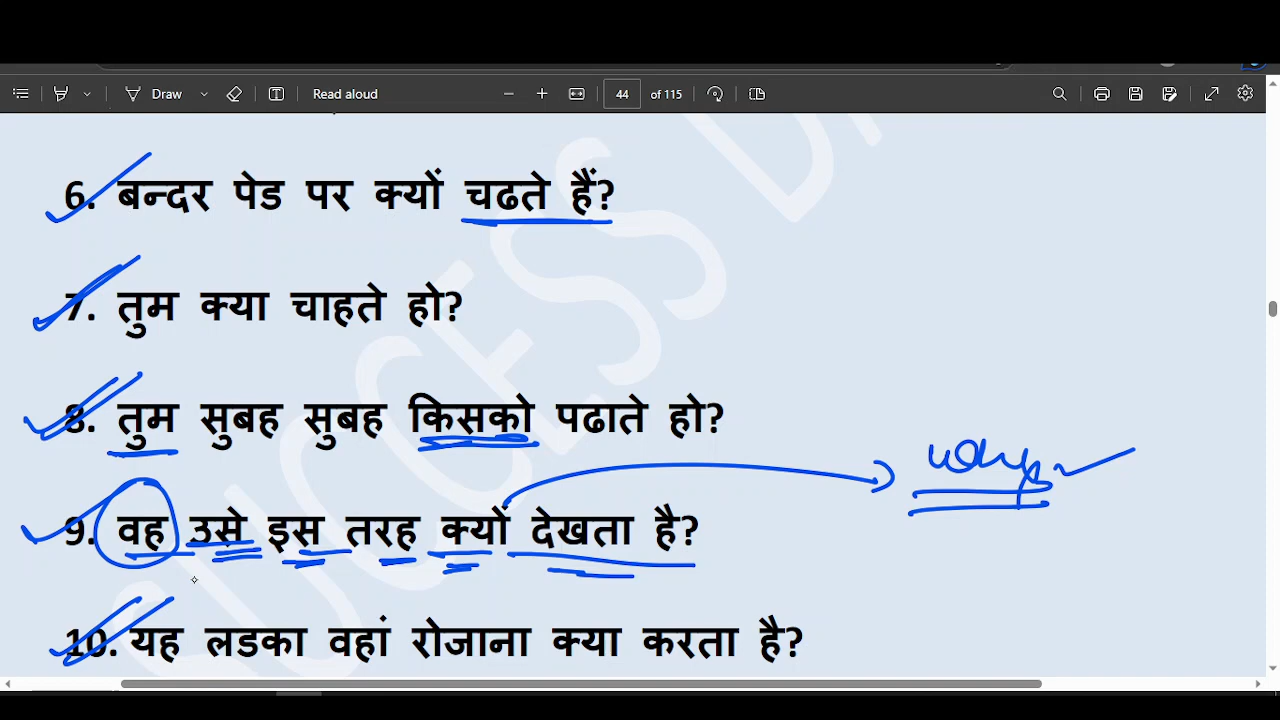 Draw Read aloud 44 of 115
6. बन्दर पेड पर क्यों चढते हैं?
7. तुम क्या चाहते हो?
8. तुम सुबह सुबह किसको पढाते हो?
why
9. वह उसे इस तरह क्यों देखता है?
10. यह लडका वहां रोजाना क्या करता है?
SUCCESS